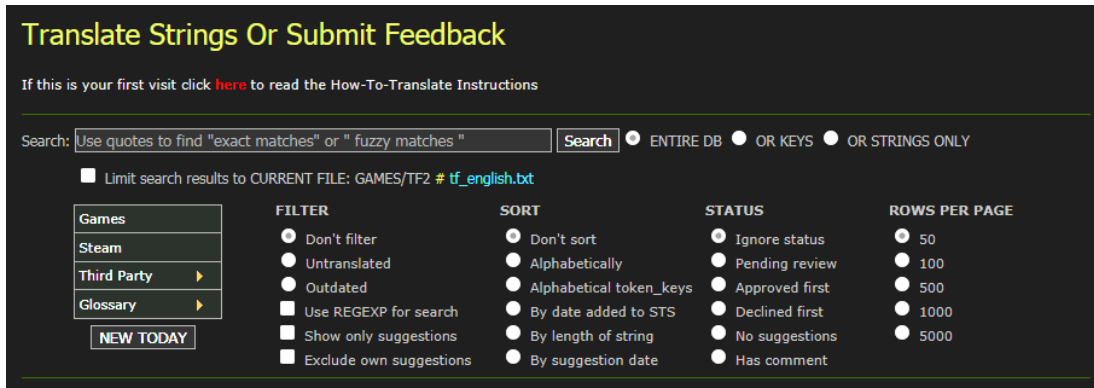 Translate Strings Or Submit Feedback
If this is your first visit click here to read the How-To-Translate Instructions
Search: Use quotes to find "exact matches" or " fuzzy matches " Search ENTIRE DB OR KEYS OR STRINGS ONLY
Limit search results to CURRENT FILE: GAMES/TF2 # tf_english.txt
Games
Steam
Third Party
Glossary
NEW TODAY
FILTER
Don't filter
Untranslated
Outdated
Use REGEXP for search
Show only suggestions
Exclude own suggestions
SORT
Don't sort
Alphabetically
Alphabetical token_keys
By date added to STS
By length of string
By suggestion date
STATUS
Ignore status
Pending review
Approved first
Declined first
No suggestions
Has comment
ROWS PER PAGE
50
100
500
1000
5000